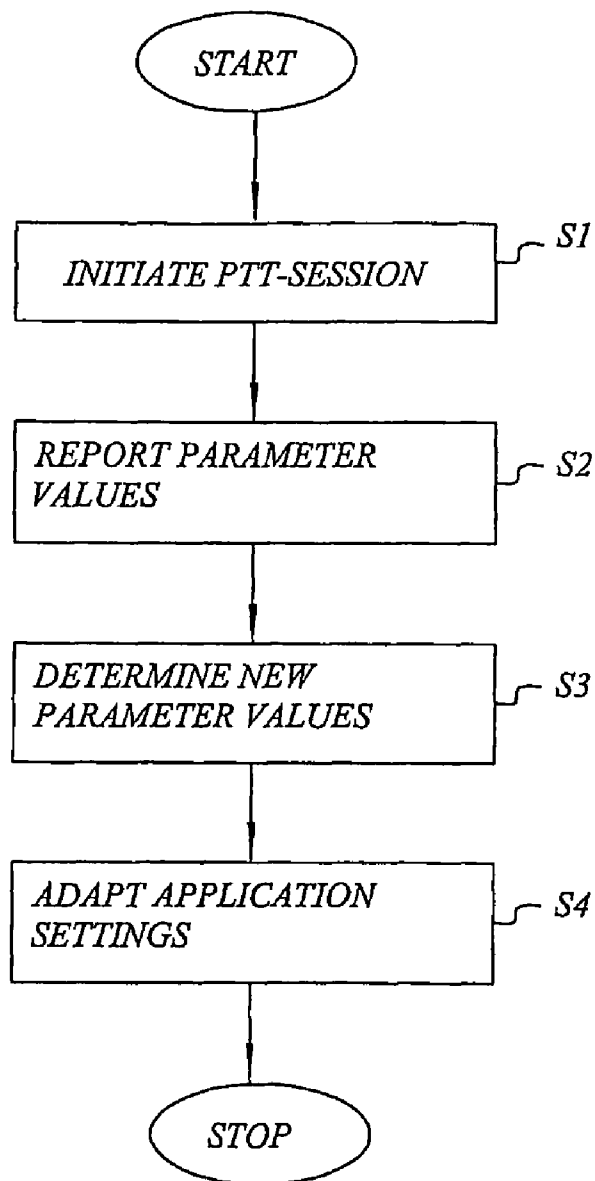 START
INITIATE PTT-SESSION
S1
REPORT PARAMETER
VALUES
S2
DETERMINE NEW
PARAMETER VALUES
S3
ADAPT APPLICATION
SETTINGS
S4
STOP